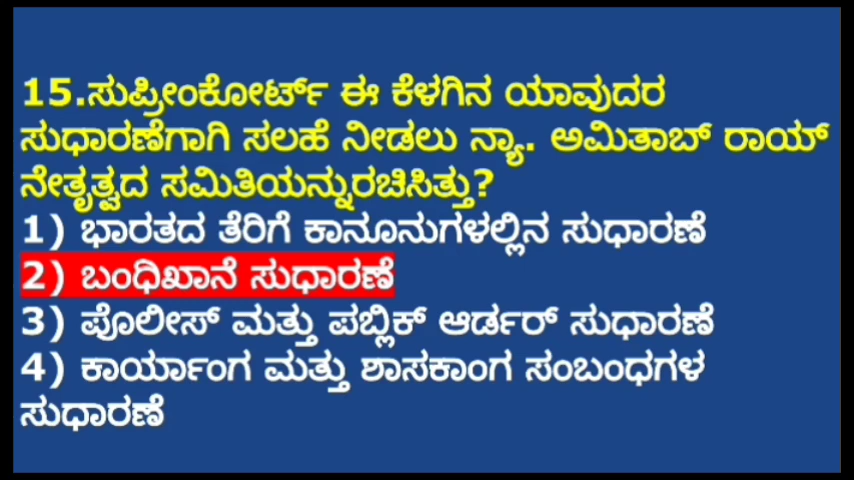 15.ಸುಪ್ರೀಂಕೋರ್ಟ್ ಈ ಕೆಳಗಿನ ಯಾವುದರ
ಸುಧಾರಣೆಗಾಗಿ ಸಲಹೆ ನೀಡಲು ನ್ಯಾ. ಅಮಿತಾಬ್ ರಾಯ್
ನೇತೃತ್ವದ ಸಮಿತಿಯನ್ನುರಚಿಸಿತ್ತು?
1) ಭಾರತದ ತೆರಿಗೆ ಕಾನೂನುಗಳಲ್ಲಿನ ಸುಧಾರಣೆ
2) ಬಂಧಿಖಾನೆ ಸುಧಾರಣೆ
3) ಪೊಲೀಸ್ ಮತ್ತು ಪಬ್ಲಿಕ್ ಆರ್ಡರ್ ಸುಧಾರಣೆ
4) ಕಾರ್ಯಾಂಗ ಮತ್ತು ಶಾಸಕಾಂಗ ಸಂಬಂಧಗಳ
ಸುಧಾರಣೆ